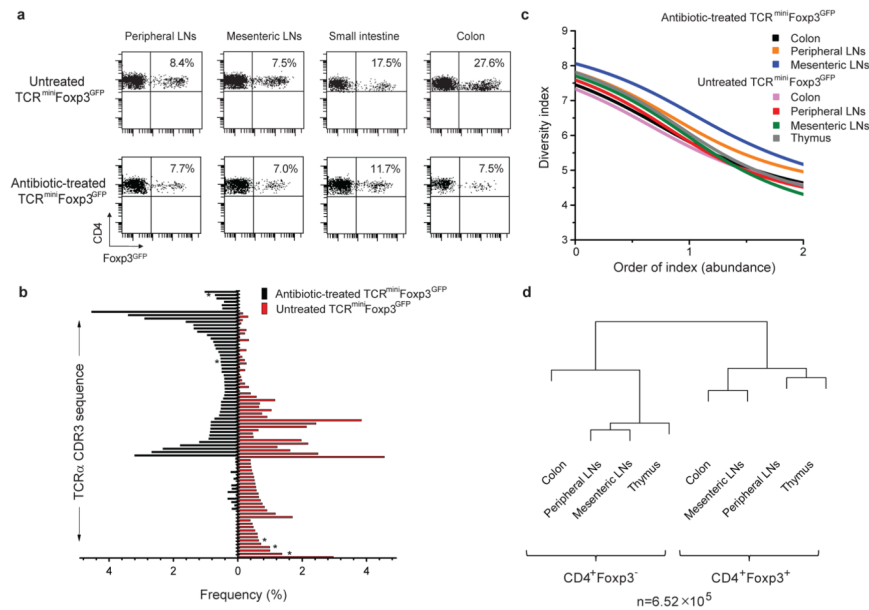 a
Peripheral LNs
Mesenteric LNs
Small intestine
Colon
Untreated
TCRminiFoxp3GFP
8.4%
7.5%
17.5%
27.6%
Antibiotic-treated
TCRminiFoxp3GFP
7.7%
7.0%
11.7%
7.5%
CD4
Foxp3GFP
b
Antibiotic-treated TCRminiFoxp3GFP
Untreated TCRminiFoxp3GFP
*
*
*
*
*
TCRα CDR3 sequence
4
2
0
2
4
Frequency (%)
c
Antibiotic-treated TCRminiFoxp3GFP
Colon
Peripheral LNs
Mesenteric LNs
Untreated TCRminiFoxp3GFP
Colon
Peripheral LNs
Mesenteric LNs
Thymus
Diversity index
9
8
7
6
5
4
3
0
1
2
Order of index (abundance)
d
Colon
Peripheral LNs
Mesenteric LNs
Thymus
Colon
Mesenteric LNs
Peripheral LNs
Thymus
CD4+Foxp3-
CD4+Foxp3+
n=6.52×10⁵